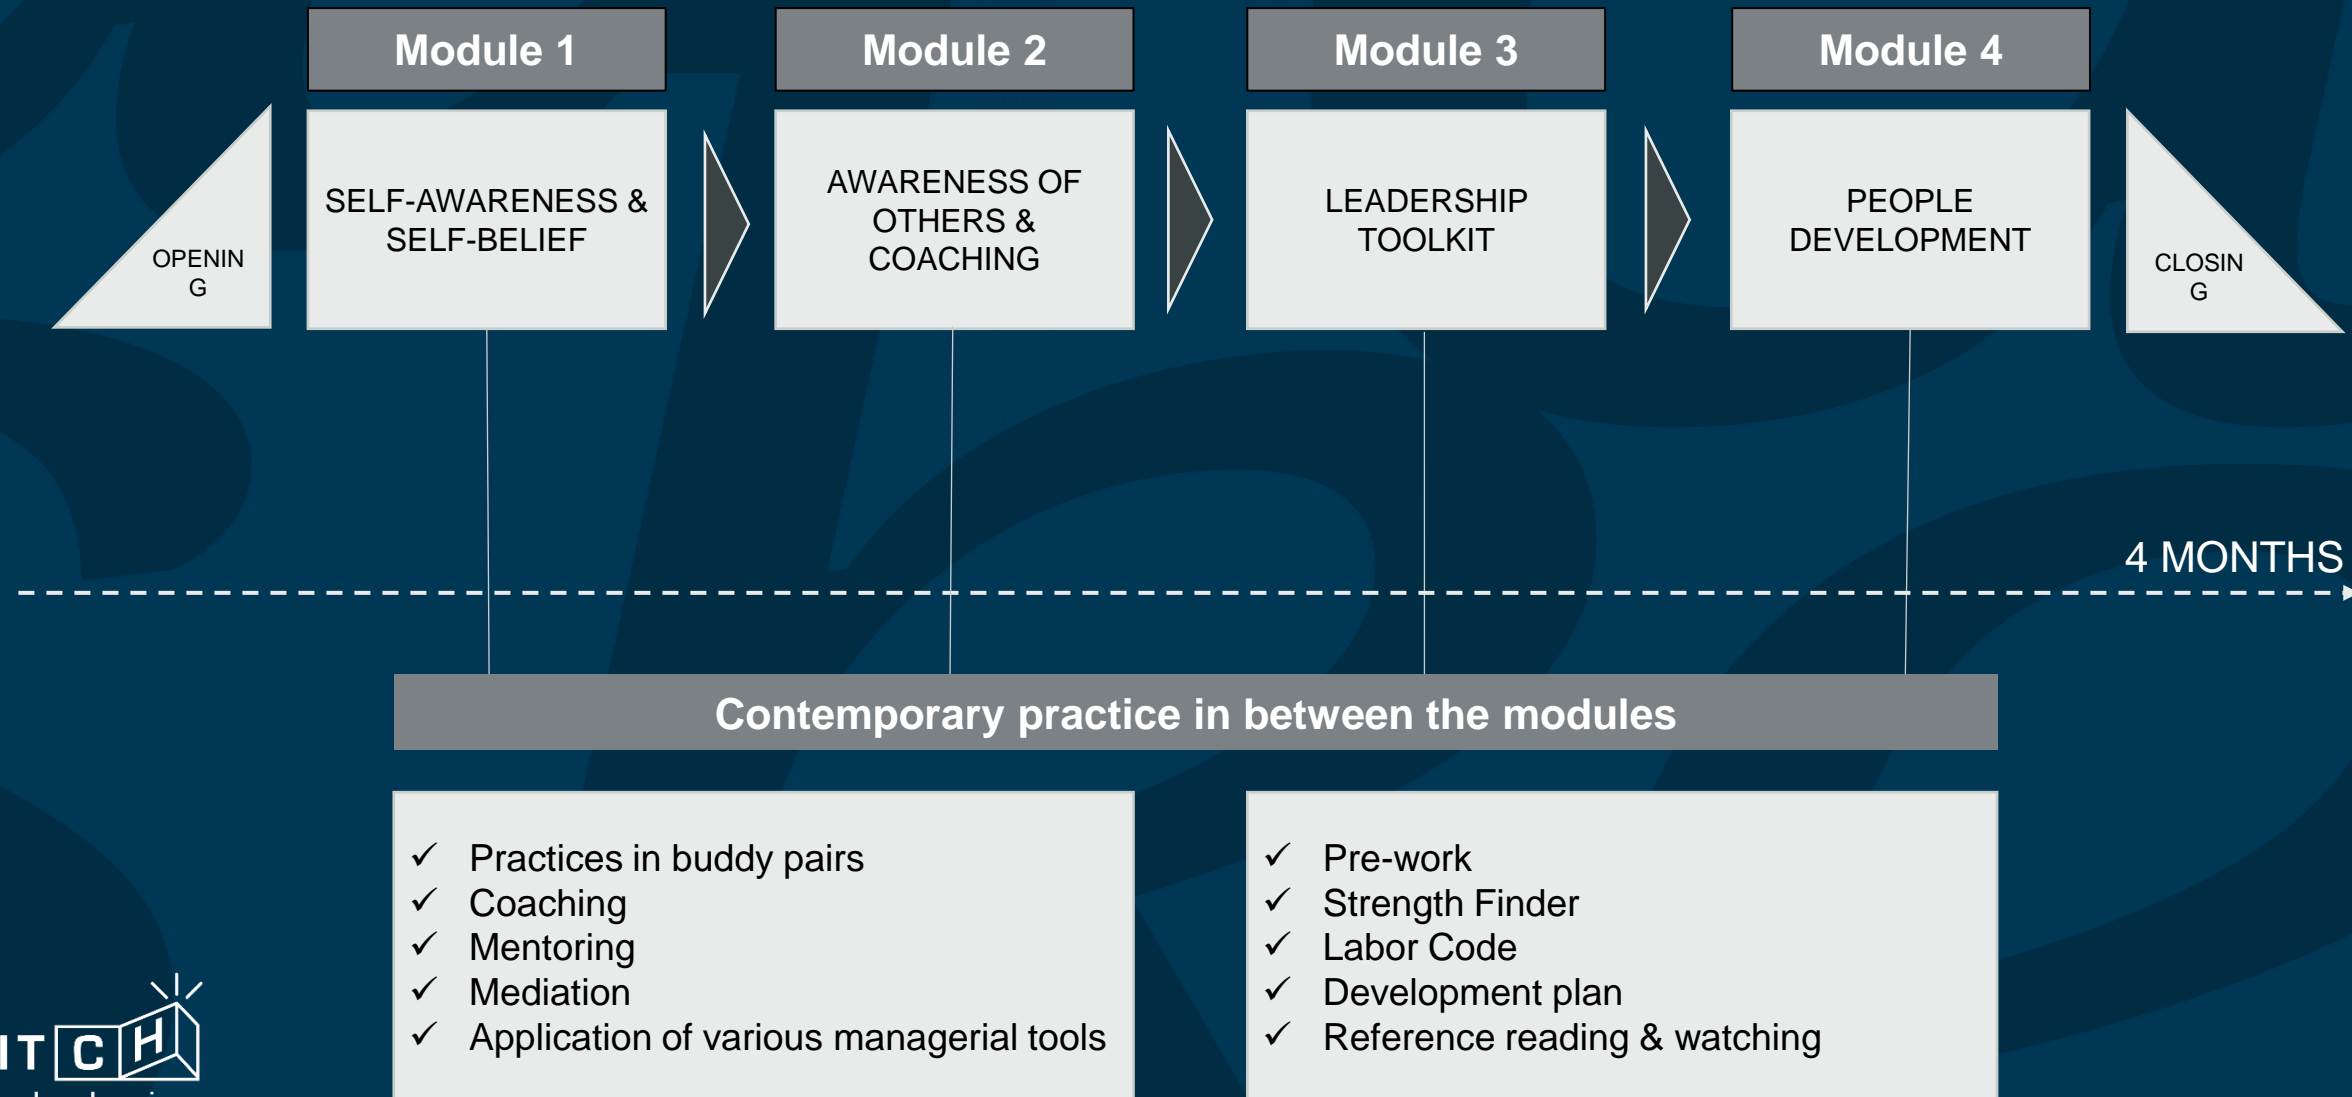 Module 1
Module 2
Module 3
Module 4
OPENIN
G
SELF-AWARENESS &
SELF-BELIEF
AWARENESS OF
OTHERS &
COACHING
LEADERSHIP
TOOLKIT
PEOPLE
DEVELOPMENT
CLOSIN
G
4 MONTHS
Contemporary practice in between the modules
✓ Practices in buddy pairs
✓ Coaching
✓ Mentoring
✓ Mediation
✓ Application of various managerial tools
✓ Pre-work
✓ Strength Finder
✓ Labor Code
✓ Development plan
✓ Reference reading & watching
ITCH